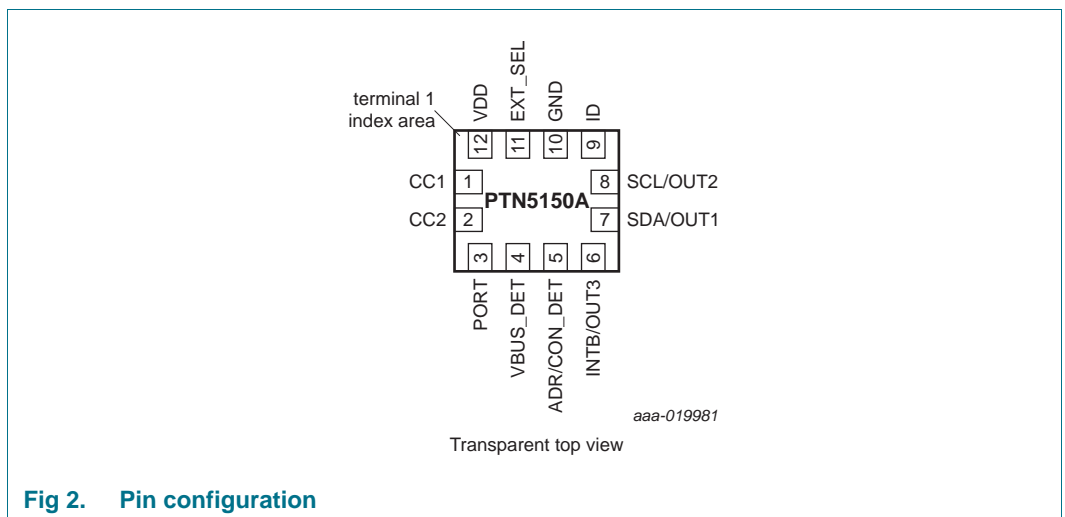 terminal 1
index area
VDD
EXT_SEL
GND
ID
12
11
10
9
CC1
1
PTN5150A
8
SCL/OUT2
CC2
2
7
SDA/OUT1
3
4
5
6
PORT
VBUS_DET
ADR/CON_DET
INTB/OUT3
aaa-019981
Transparent top view
Fig 2. Pin configuration